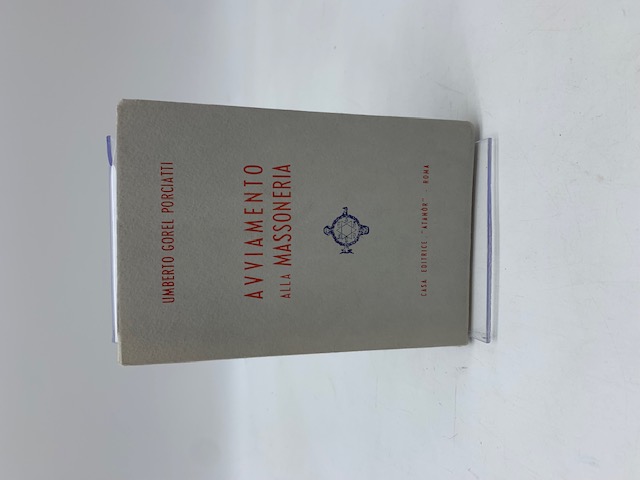 UMBERTO GOREL PORCIATTI
AVVIAMENTO
ALLA MASSONERIA
CASA EDITRICE "ATANÒR" - ROMA